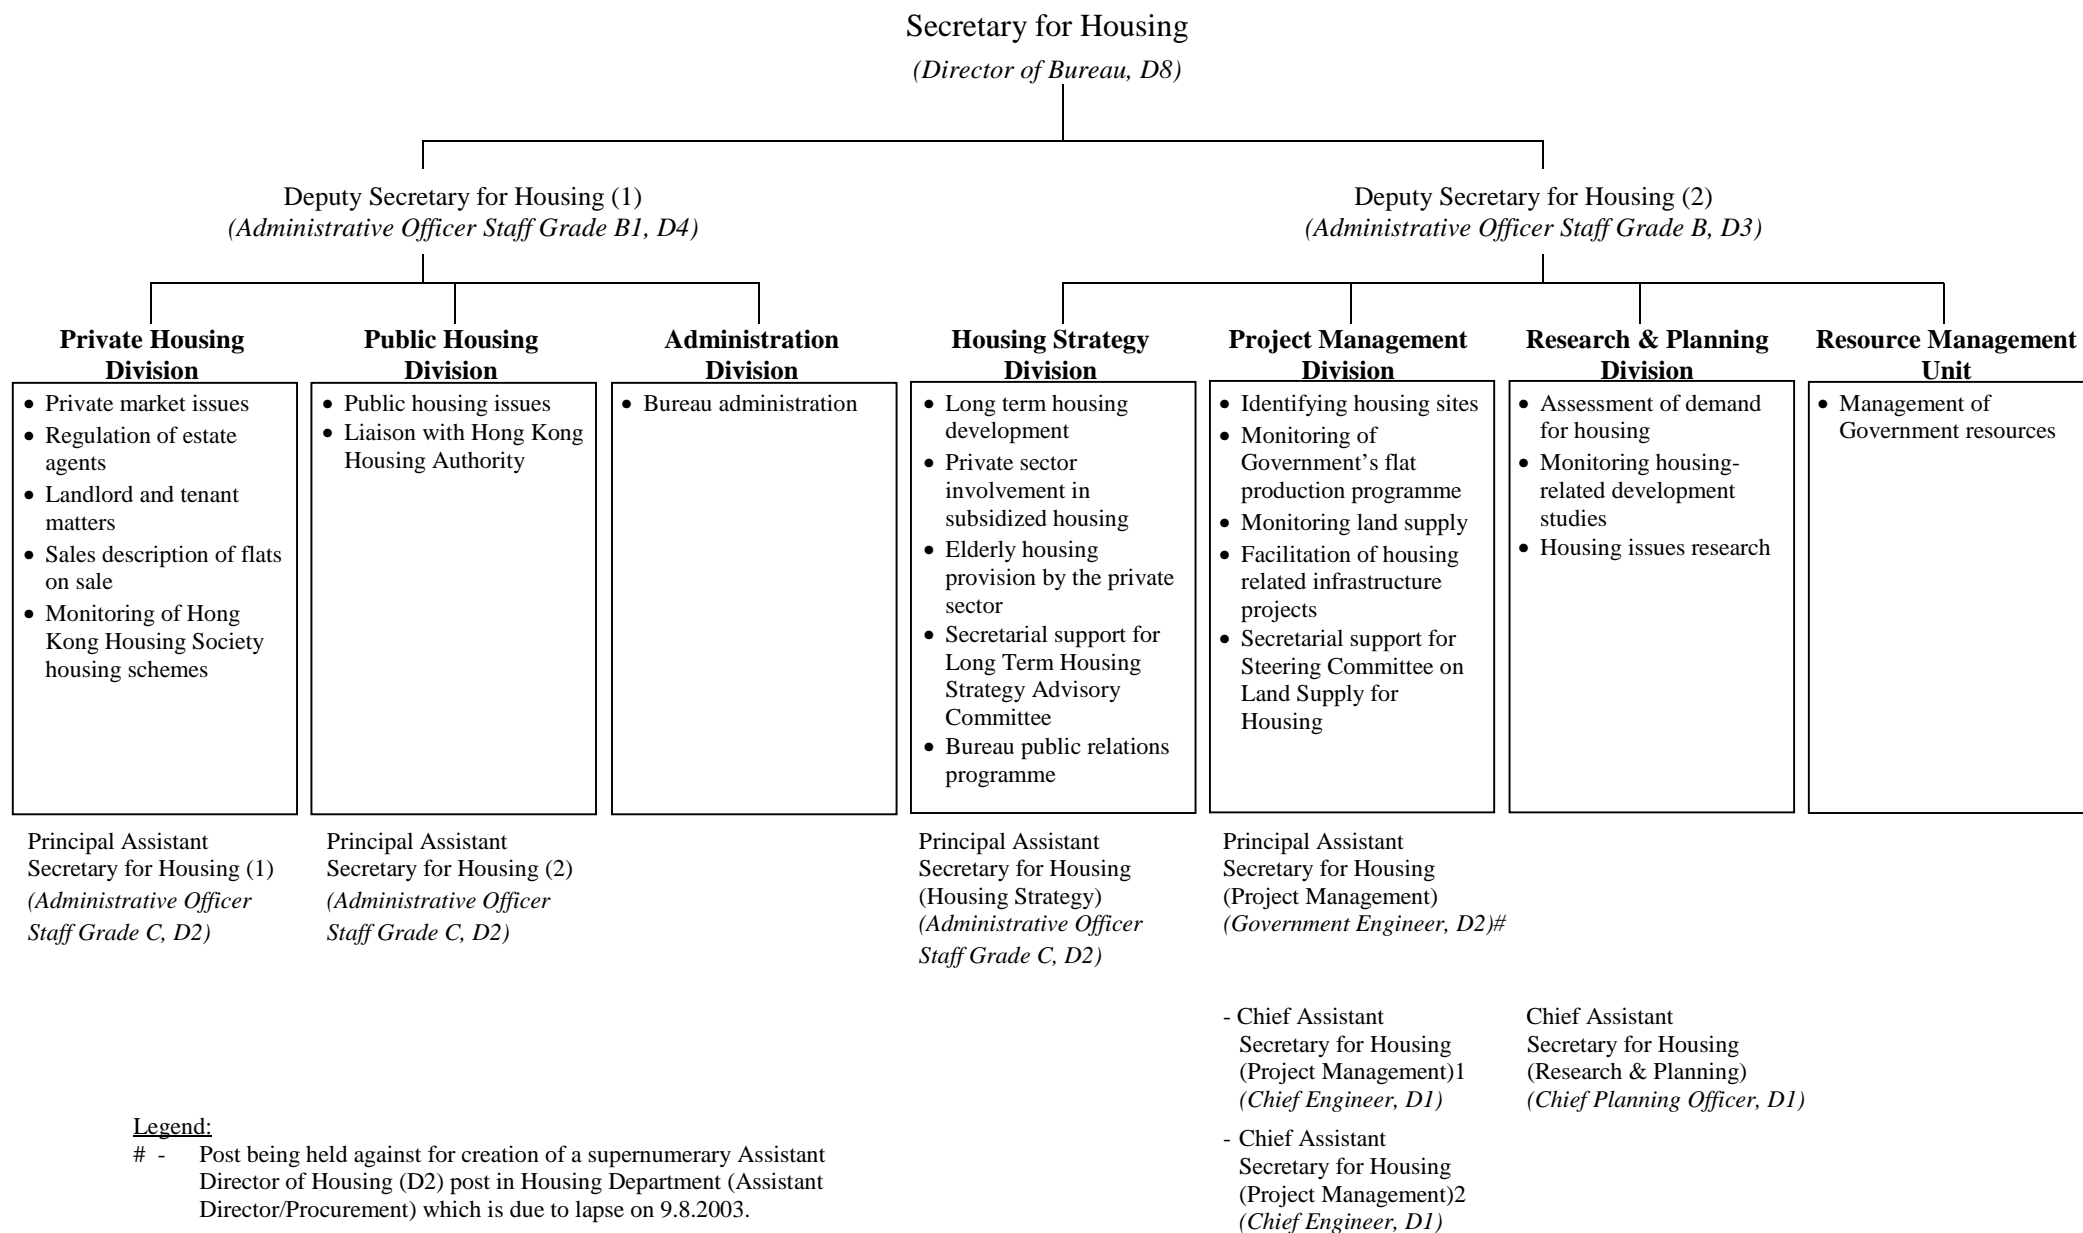 Secretary for Housing
(Director of Bureau, D8)
Deputy Secretary for Housing (1)
(Administrative Officer Staff Grade B1, D4)
Deputy Secretary for Housing (2)
(Administrative Officer Staff Grade B, D3)
Private Housing
Division
• Private market issues
• Regulation of estate
agents
• Landlord and tenant
matters
• Sales description of flats
on sale
• Monitoring of Hong
Kong Housing Society
housing schemes
Principal Assistant
Secretary for Housing (1)
(Administrative Officer
Staff Grade C, D2)
Public Housing
Division
• Public housing issues
• Liaison with Hong Kong
Housing Authority
Principal Assistant
Secretary for Housing (2)
(Administrative Officer
Staff Grade C, D2)
Administration
Division
• Bureau administration
Housing Strategy
Division
• Long term housing
development
• Private sector
involvement in
subsidized housing
• Elderly housing
provision by the private
sector
• Secretarial support for
Long Term Housing
Strategy Advisory
Committee
• Bureau public relations
programme
Principal Assistant
Secretary for Housing
(Housing Strategy)
(Administrative Officer
Staff Grade C, D2)
Project Management
Division
• Identifying housing sites
• Monitoring of
Government’s flat
production programme
• Monitoring land supply
• Facilitation of housing
related infrastructure
projects
• Secretarial support for
Steering Committee on
Land Supply for
Housing
Principal Assistant
Secretary for Housing
(Project Management)
(Government Engineer, D2)#
- Chief Assistant
Secretary for Housing
(Project Management)1
(Chief Engineer, D1)
- Chief Assistant
Secretary for Housing
(Project Management)2
(Chief Engineer, D1)
Research & Planning
Division
• Assessment of demand
for housing
• Monitoring housing-
related development
studies
• Housing issues research
Chief Assistant
Secretary for Housing
(Research & Planning)
(Chief Planning Officer, D1)
Resource Management
Unit
• Management of
Government resources
Legend:
# - Post being held against for creation of a supernumerary Assistant
Director of Housing (D2) post in Housing Department (Assistant
Director/Procurement) which is due to lapse on 9.8.2003.